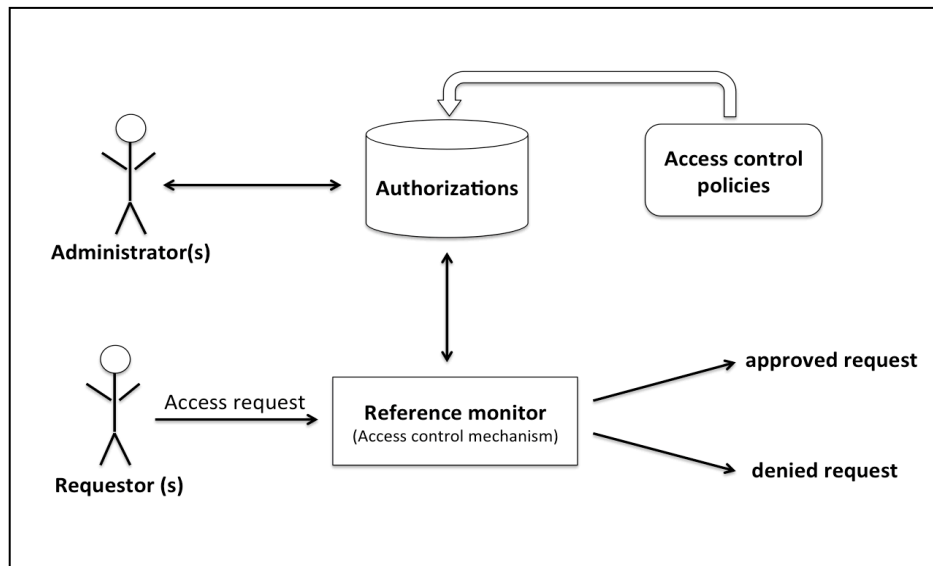 Authorizations
Access control
policies
Administrator(s)
Access request
Reference monitor
(Access control mechanism)
approved request
denied request
Requestor (s)